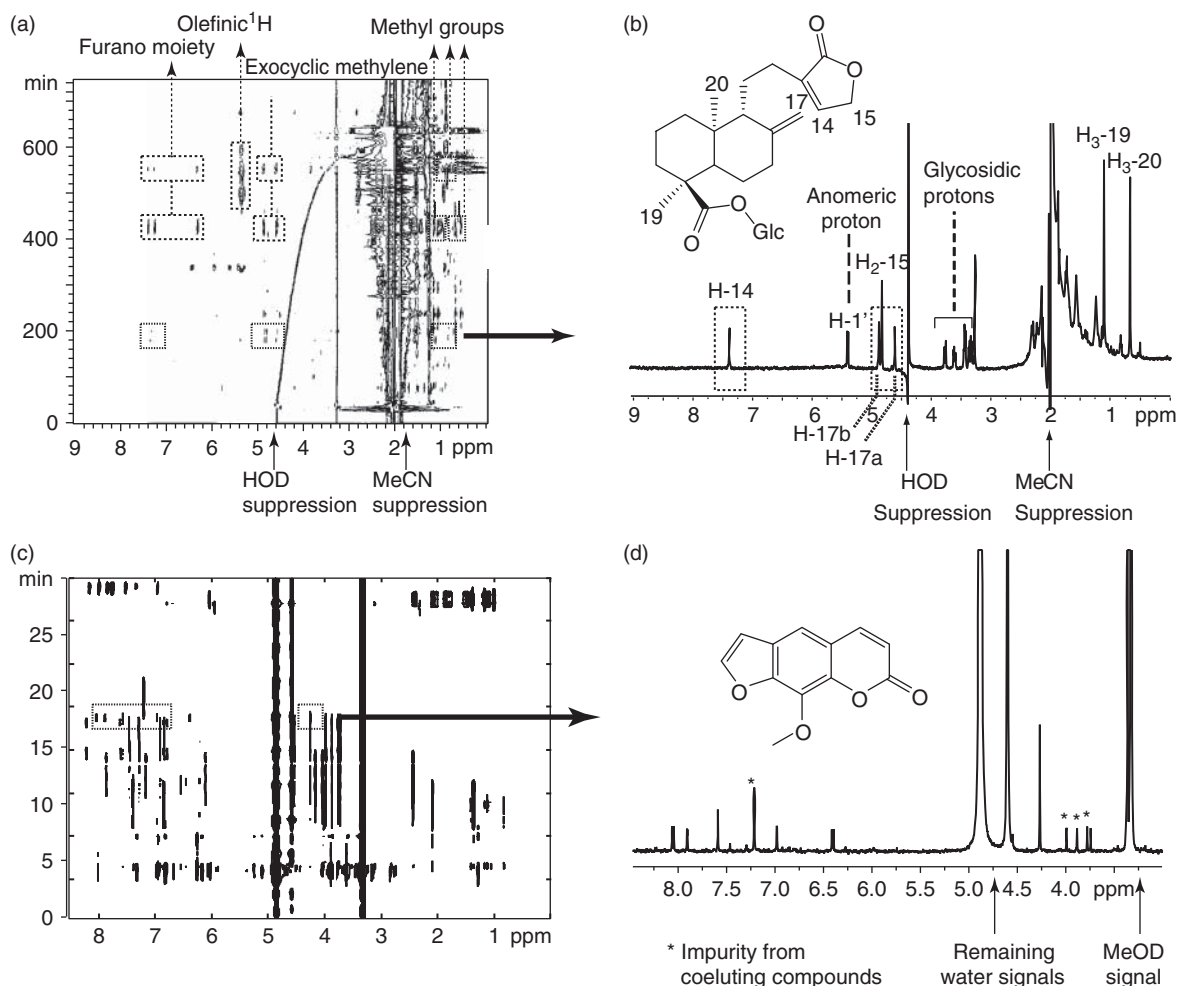 (a)
Olefinic ¹H
Methyl groups
Furano moiety
Exocyclic methylene
min
600
400
200
0
9 8 7 6 5 4 3 2 1 ppm
HOD
suppression
MeCN
suppression
(b)
O
O
20
17
14
15
19
O
O
Glc
H₃-19
H₃-20
Glycosidic
protons
Anomeric
proton
H₂-15
H-14
H-1'
9 8 7 6 5 4 3 2 1 ppm
H-17b
H-17a
HOD
Suppression
MeCN
Suppression
(c)
min
25
20
15
10
5
0
8 7 6 5 4 3 2 1 ppm
(d)
O
O
O
O
*
* * *
8.0 7.5 7.0 6.5 6.0 5.5 5.0 4.5 4.0 ppm
* Impurity from
coeluting compounds
Remaining
water signals
MeOD
signal